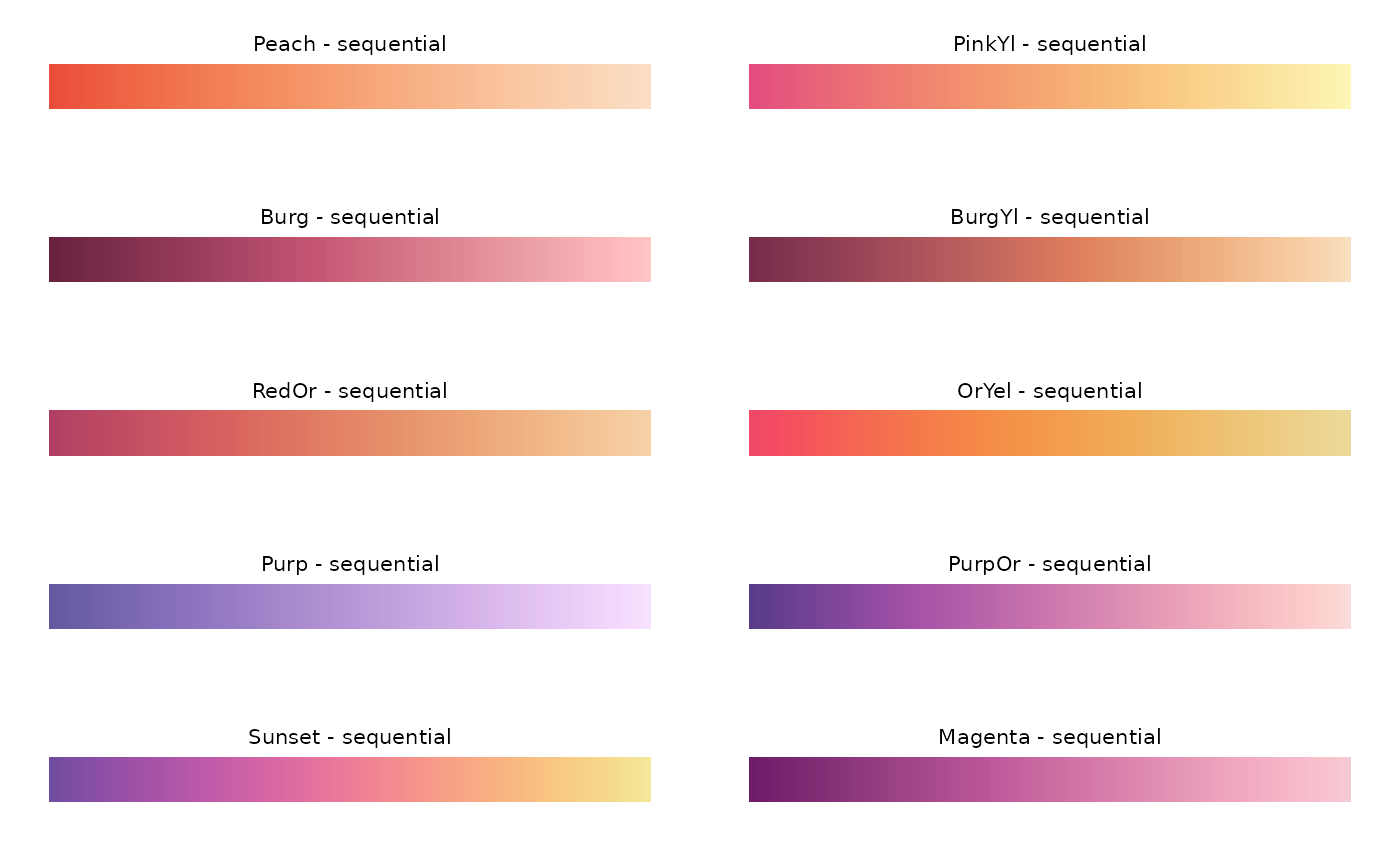 Peach - sequential
PinkYl - sequential
Burg - sequential
BurgYl - sequential
RedOr - sequential
OrYel - sequential
Purp - sequential
PurpOr - sequential
Sunset - sequential
Magenta - sequential